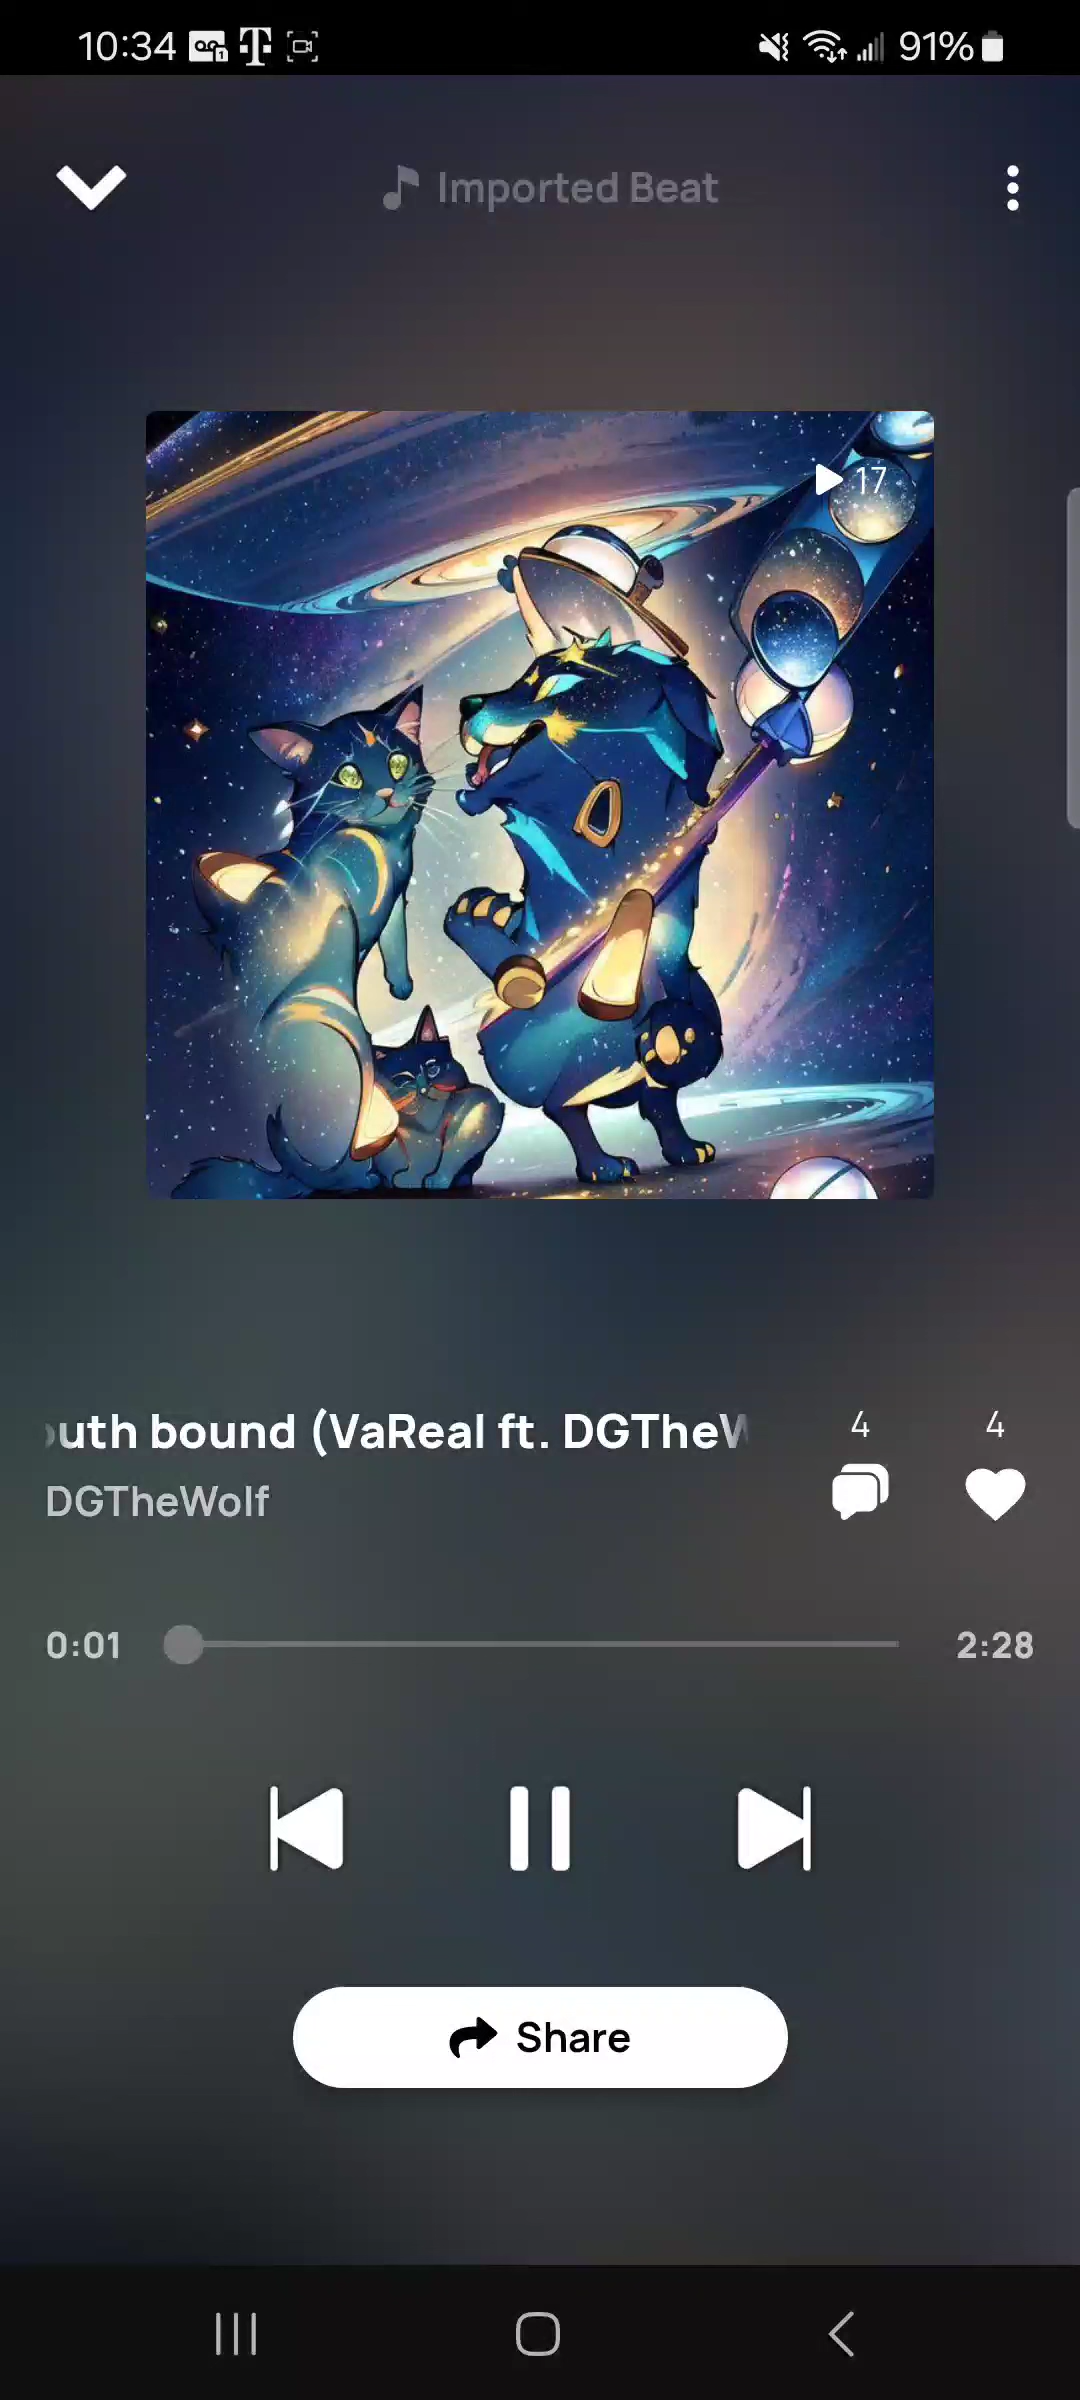 10:34
91%
Imported Beat
17
uth bound (VaReal ft. DGTheW
DGTheWolf
4
4
0:01
2:28
Share